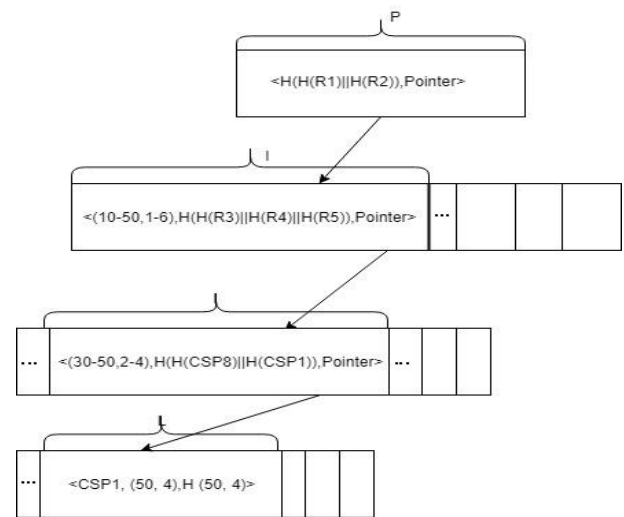 P
<H(H(R1)||H(R2)),Pointer>
I
<(10-50,1-6),H(H(R3)||H(R4)||H(R5)),Pointer>
...
...
<(30-50,2-4),H(H(CSP8)||H(CSP1)),Pointer>
...
L
...
<CSP1, (50, 4),H (50, 4)>